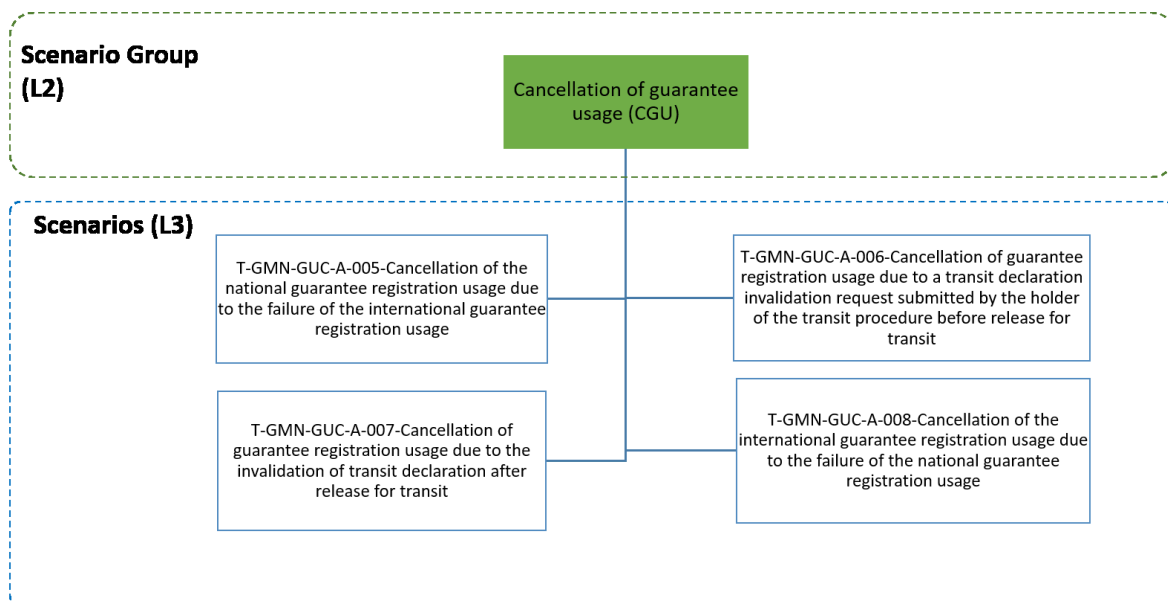 Scenario Group
(L2)
Cancellation of guarantee
usage (CGU)
Scenarios (L3)
T-GMN-GUC-A-005-Cancellation of the
national guarantee registration usage due
to the failure of the international guarantee
registration usage
T-GMN-GUC-A-006-Cancellation of guarantee
registration usage due to a transit declaration
invalidation request submitted by the holder
of the transit procedure before release for
transit
T-GMN-GUC-A-007-Cancellation of
guarantee registration usage due to the
invalidation of transit declaration after
release for transit
T-GMN-GUC-A-008-Cancellation of the
international guarantee registration usage due
to the failure of the national guarantee
registration usage